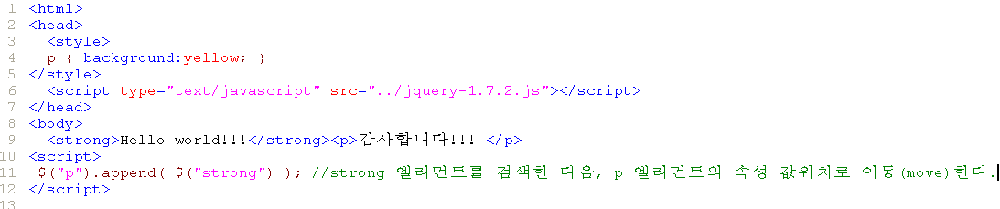 1 <html>
2 <head>
3 <style>
4 p { background:yellow; }
5 </style>
6 <script type="text/javascript" src="../jquery-1.7.2.js"></script>
7 </head>
8 <body>
9 <strong>Hello world!!!</strong><p>감사합니다!!! </p>
10 <script>
11 $("p").append( $("strong") ); //strong 엘리먼트를 검색한 다음, p 엘리먼트의 속성 값위치로 이동(move)한다.
12 </script>
13